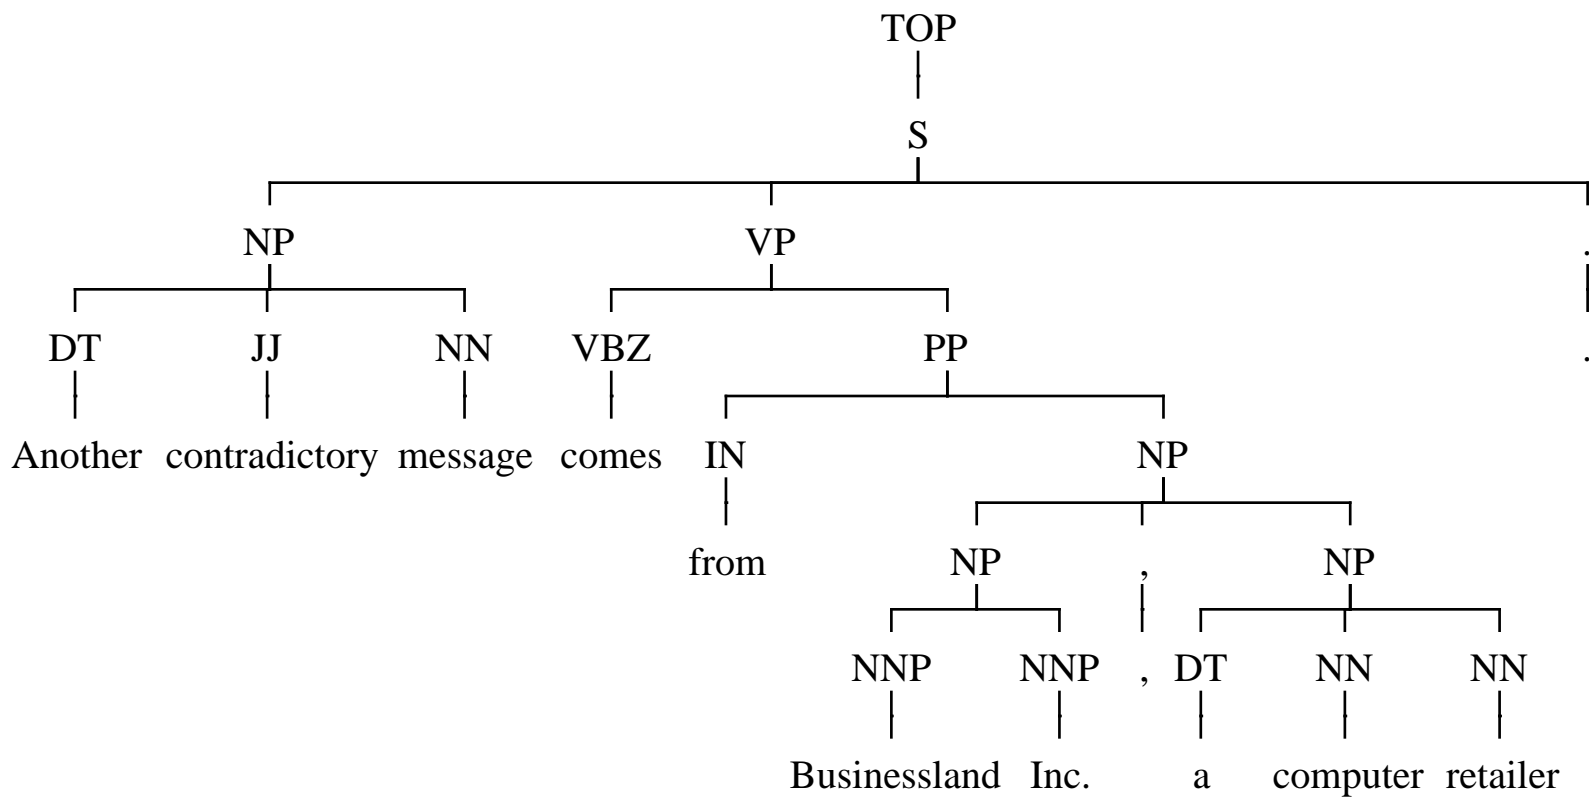 TOP
S
NP VP .
DT JJ NN VBZ PP .
Another contradictory message comes IN NP
from NP , NP
NNP NNP , DT NN NN
Businessland Inc. a computer retailer